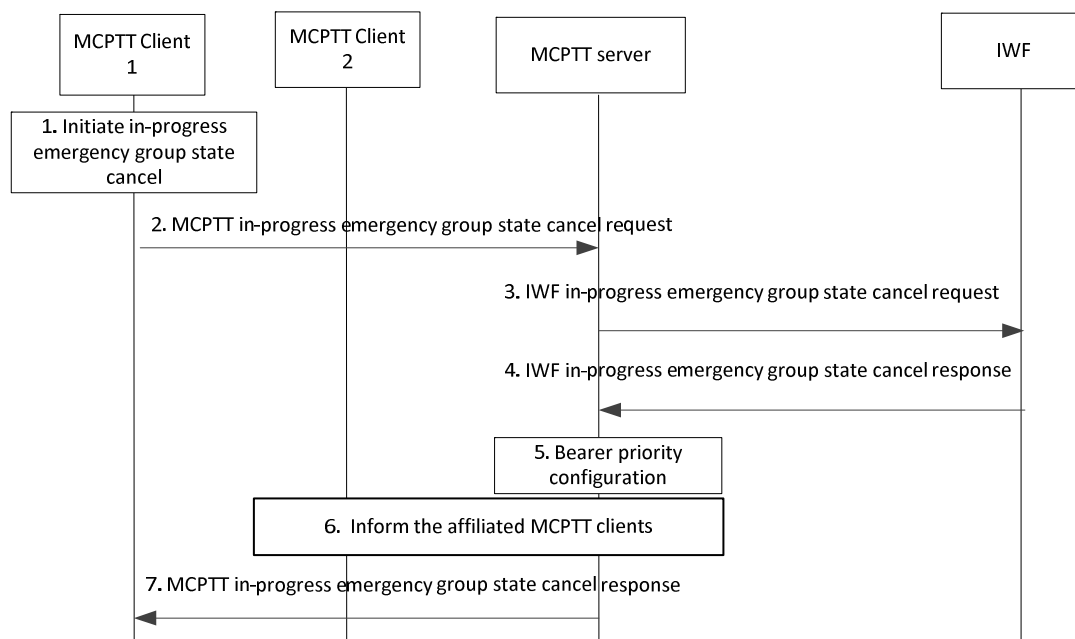 MCPTT Client
1
MCPTT Client
2
MCPTT server
IWF
1. Initiate in-progress
emergency group state
cancel
2. MCPTT in-progress emergency group state cancel request
3. IWF in-progress emergency group state cancel request
4. IWF in-progress emergency group state cancel response
5. Bearer priority
configuration
6. Inform the affiliated MCPTT clients
7. MCPTT in-progress emergency group state cancel response